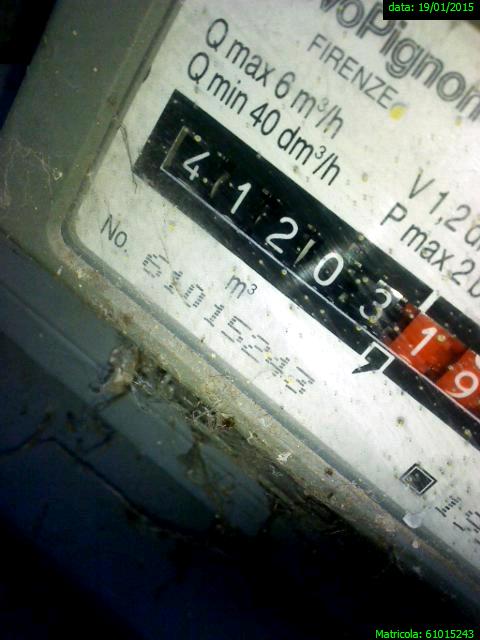 data: 19/01/2015
voPignon
FIRENZE
Q max 6 m³/h
Q min 40 dm³/h
V 1,2 d
P max 2 b
4 1 2 0 3 1 9
No.
m³
Matricola: 61015243